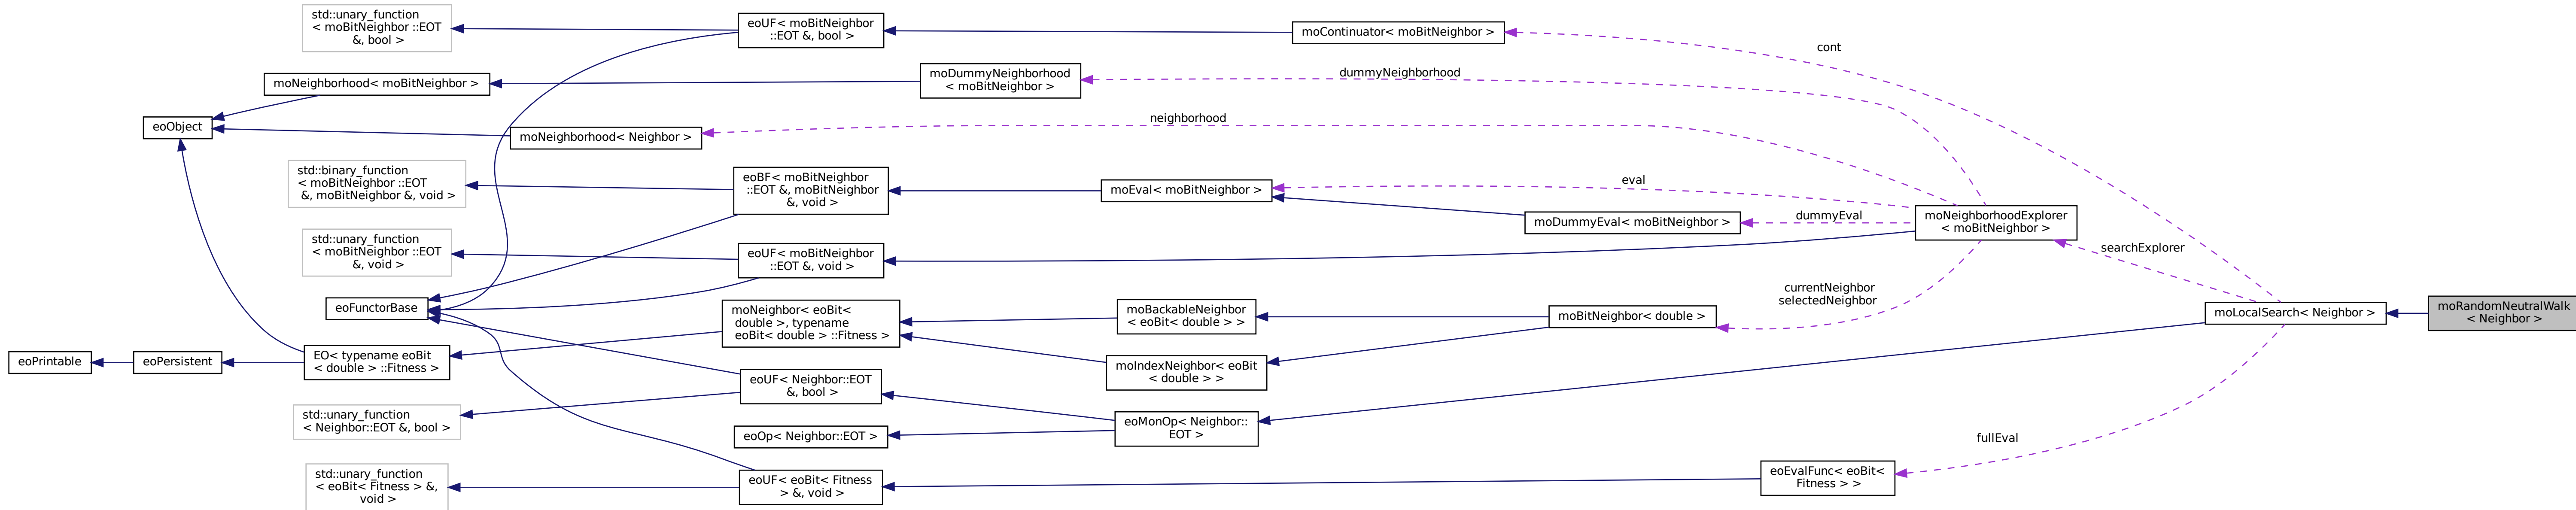 std::unary_function
< moBitNeighbor ::EOT
&, bool >
eoUF< moBitNeighbor
::EOT &, bool >
moContinuator< moBitNeighbor >
cont
moNeighborhood< moBitNeighbor >
moDummyNeighborhood
< moBitNeighbor >
dummyNeighborhood
eoObject
moNeighborhood< Neighbor >
neighborhood
std::binary_function
< moBitNeighbor ::EOT
&, moBitNeighbor &, void >
eoBF< moBitNeighbor
::EOT &, moBitNeighbor
&, void >
moEval< moBitNeighbor >
eval
moDummyEval< moBitNeighbor >
dummyEval
moNeighborhoodExplorer
< moBitNeighbor >
searchExplorer
std::unary_function
< moBitNeighbor ::EOT
&, void >
eoUF< moBitNeighbor
::EOT &, void >
eoFunctorBase
moNeighbor< eoBit<
double >, typename
eoBit< double > ::Fitness >
moBackableNeighbor
< eoBit< double > >
moBitNeighbor< double >
currentNeighbor
selectedNeighbor
moLocalSearch< Neighbor >
moRandomNeutralWalk
< Neighbor >
eoPrintable
eoPersistent
EO< typename eoBit
< double > ::Fitness >
moIndexNeighbor< eoBit
< double > >
eoUF< Neighbor::EOT
&, bool >
std::unary_function
< Neighbor::EOT &, bool >
eoOp< Neighbor::EOT >
eoMonOp< Neighbor::
EOT >
fullEval
std::unary_function
< eoBit< Fitness > &,
void >
eoUF< eoBit< Fitness
> &, void >
eoEvalFunc< eoBit<
Fitness > >